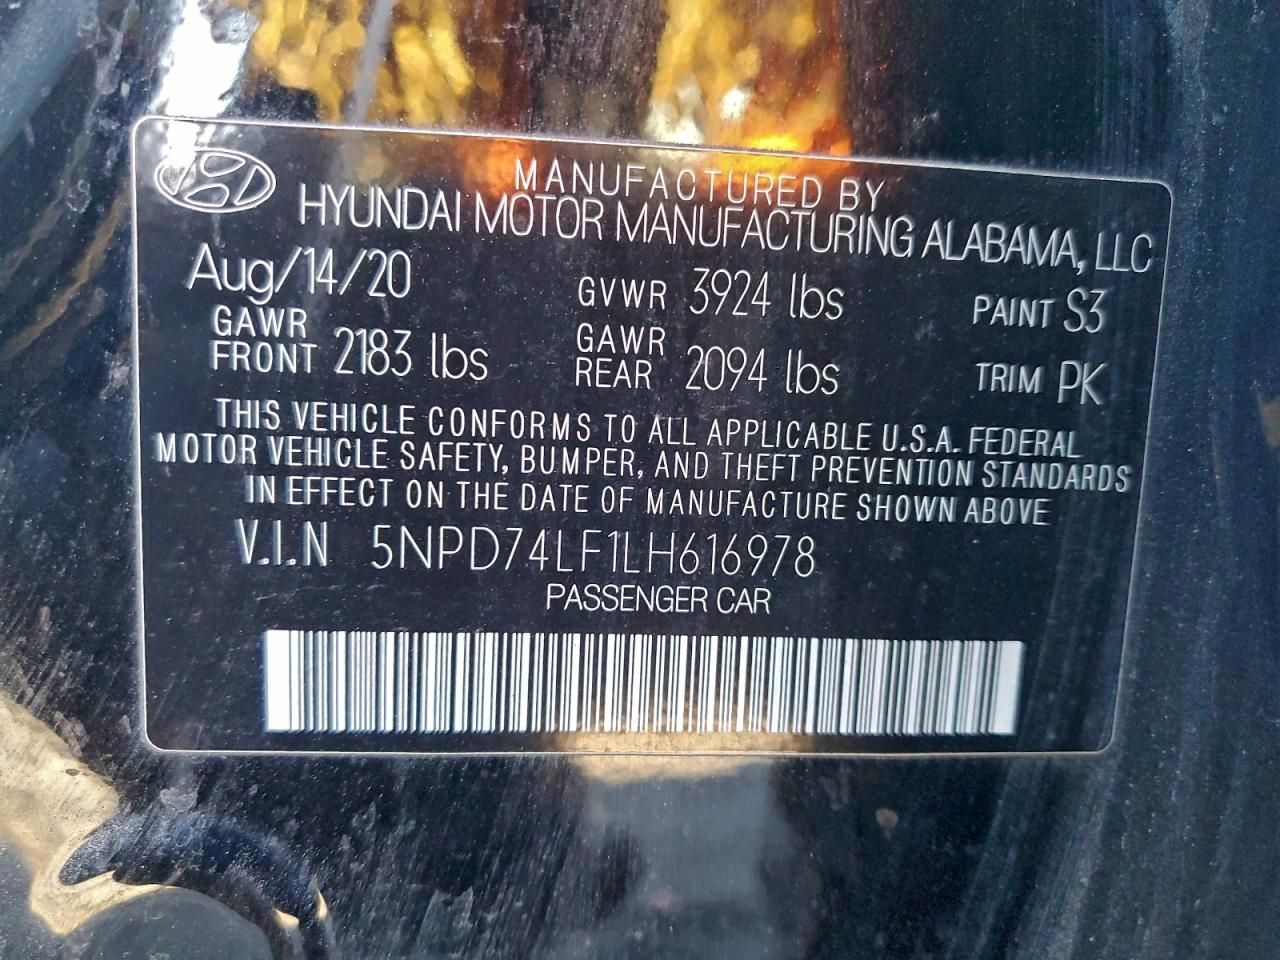 MANUFACTURED BY
HYUNDAI MOTOR MANUFACTURING ALABAMA, LLC
Aug/14/20 GVWR 3924 lbs PAINT S3
GAWR FRONT 2183 lbs GAWR REAR 2094 lbs TRIM PK
THIS VEHICLE CONFORMS TO ALL APPLICABLE U.S.A. FEDERAL
MOTOR VEHICLE SAFETY, BUMPER, AND THEFT PREVENTION STANDARDS
IN EFFECT ON THE DATE OF MANUFACTURE SHOWN ABOVE
V.I.N 5NPD74LF1LH616978
PASSENGER CAR